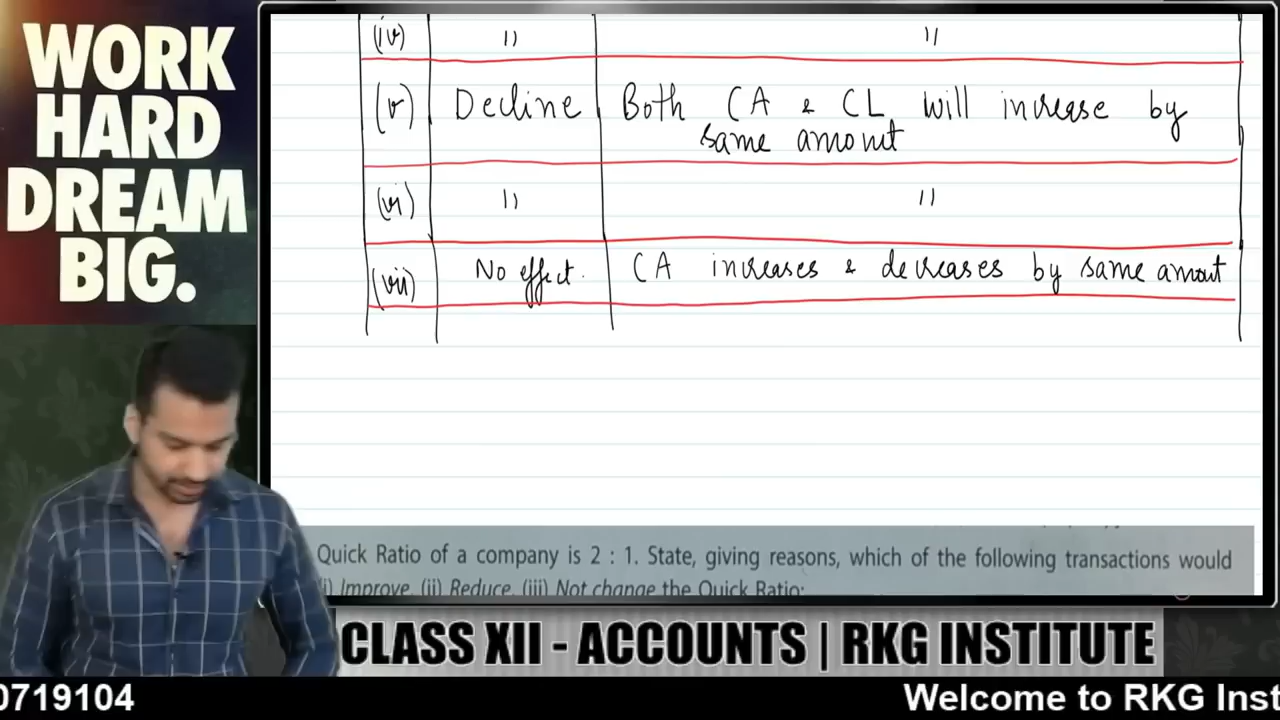 WORK
HARD
DREAM
BIG.
(iv) " "
(v) Decline Both CA & CL will increase by
same amount
(vi) " "
(vii) No effect. CA increases & decreases by same amout
Quick Ratio of a company is 2 : 1. State, giving reasons, which of the following transactions would
(i) Improve, (ii) Reduce, (iii) Not change the Quick Ratio:
CLASS XII - ACCOUNTS | RKG INSTITUTE
0719104 Welcome to RKG Inst